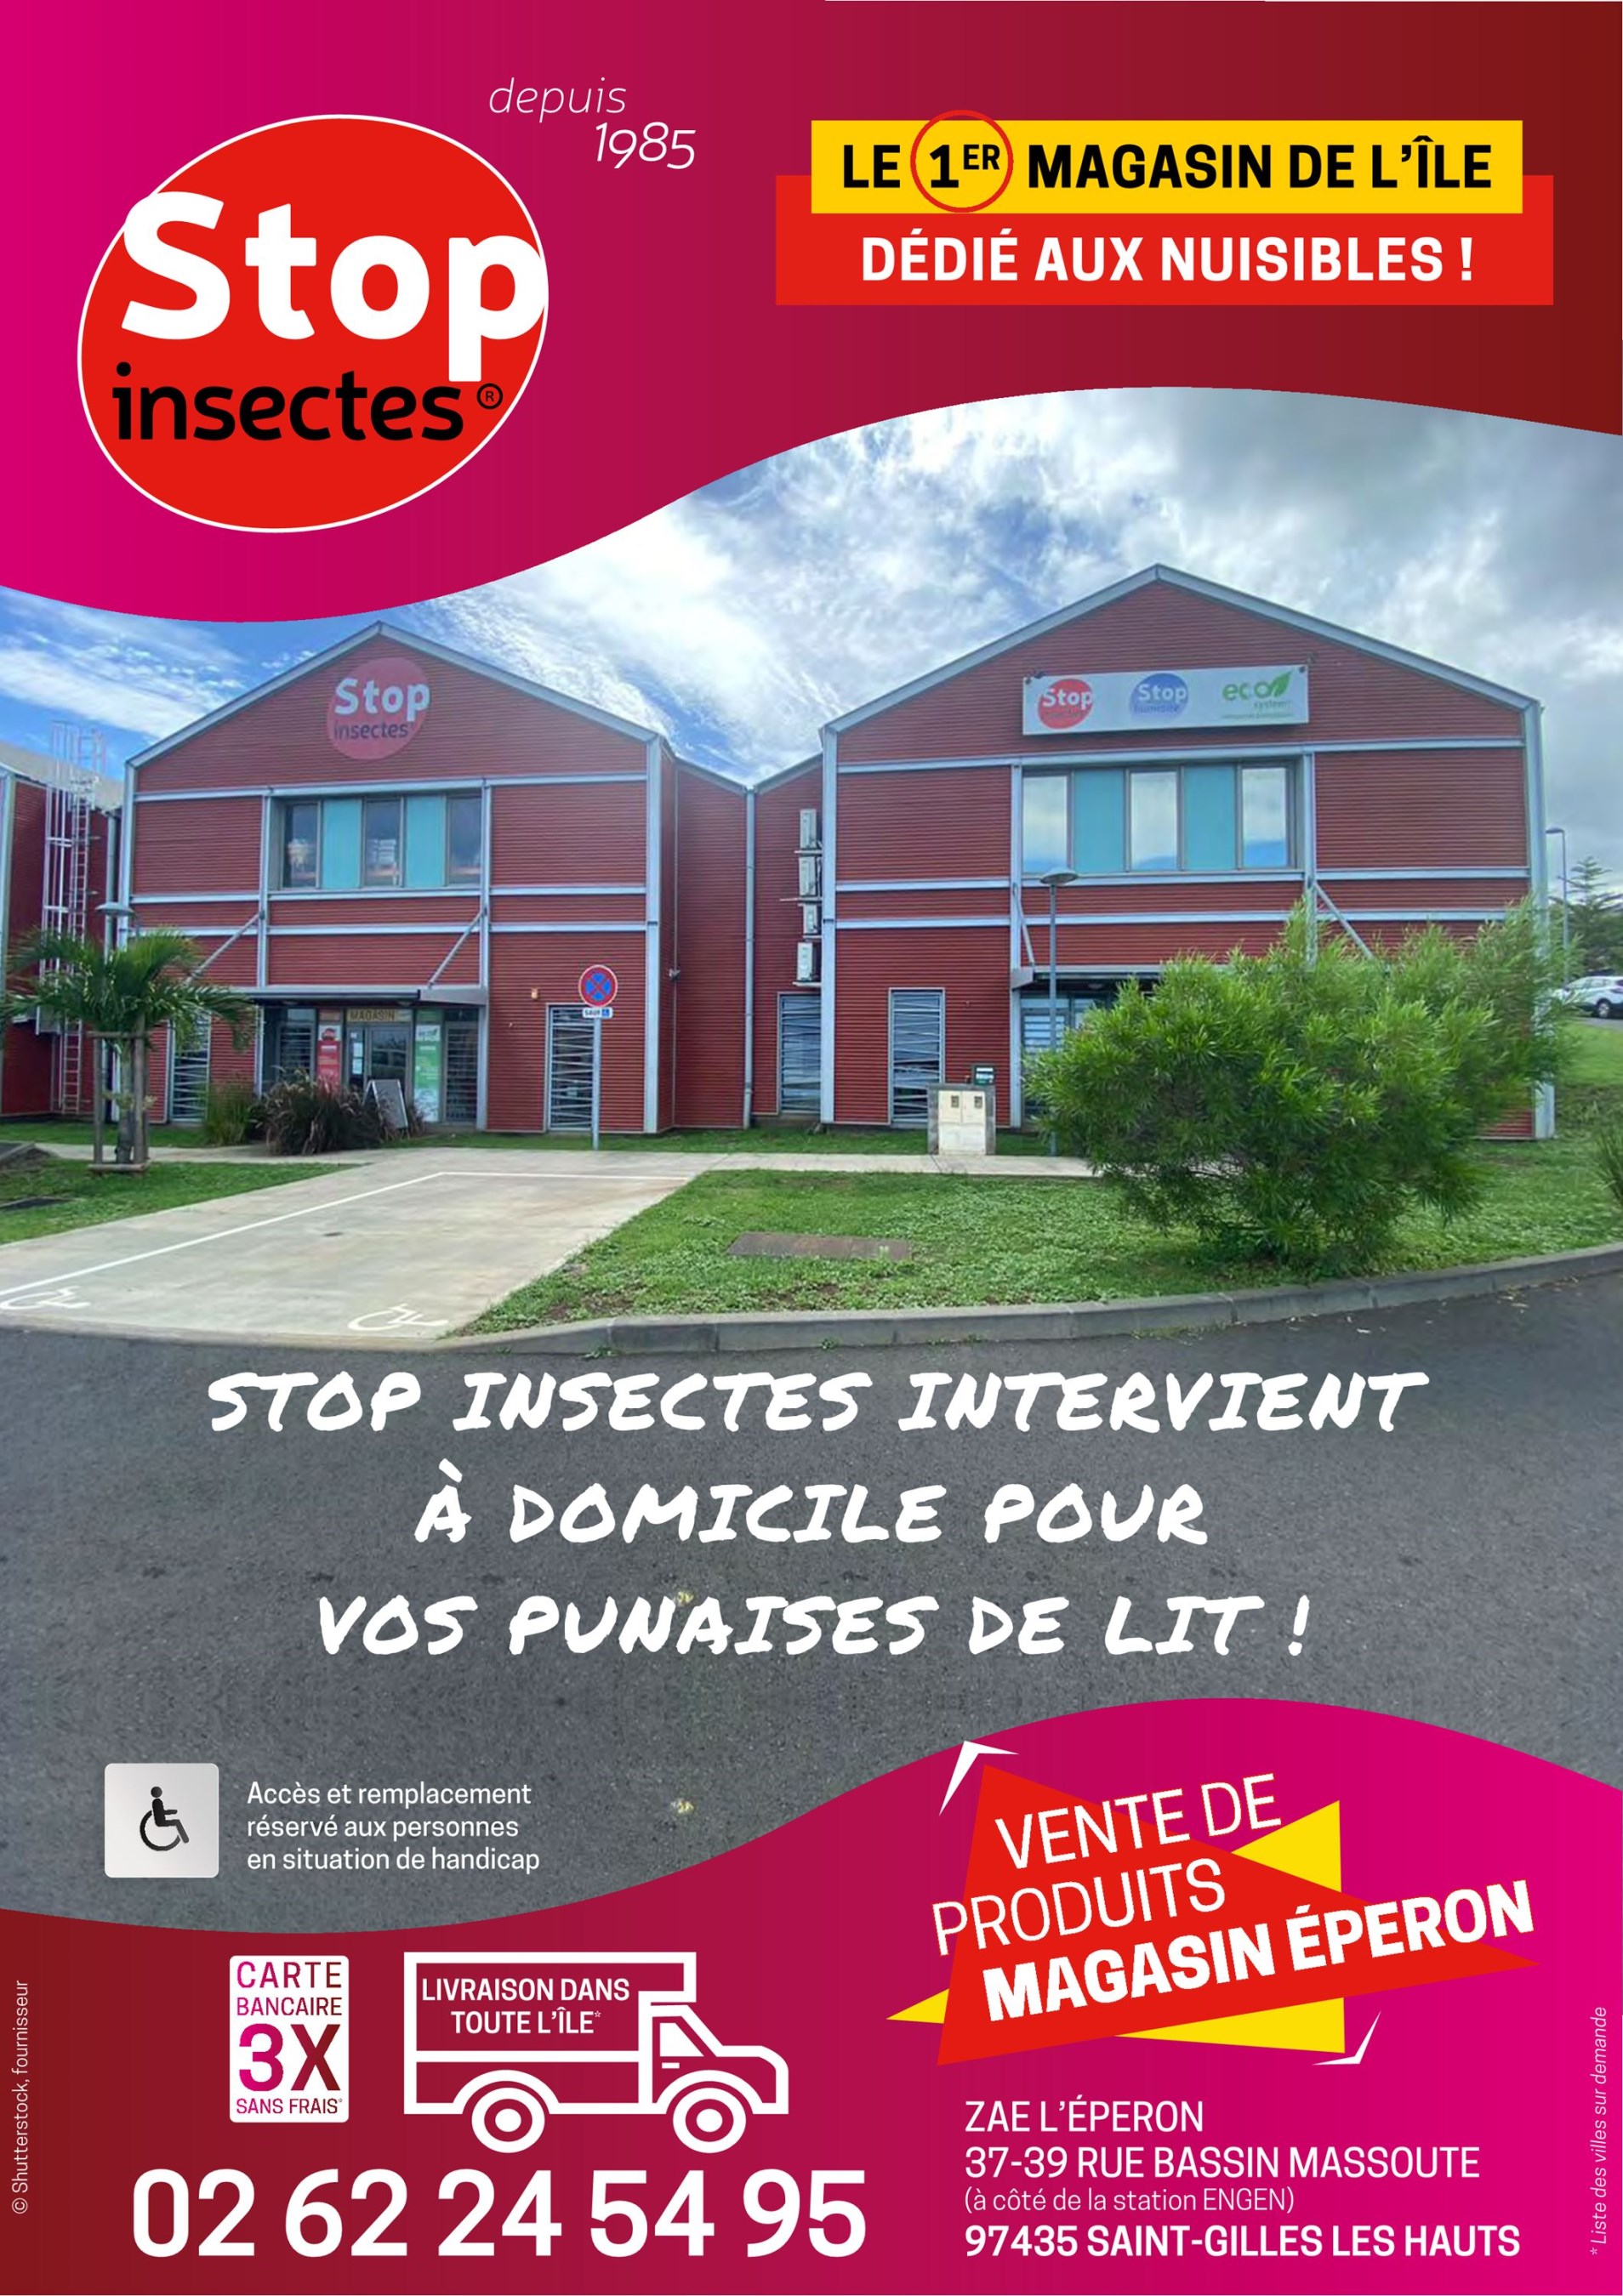 depuis
1985
Stop
insectes®
LE 1ER MAGASIN DE L'ÎLE
DÉDIÉ AUX NUISIBLES !
Stop
insectes
Stop
Stop
eco
MAGASIN
SAUF
STOP INSECTES INTERVIENT
À DOMICILE POUR
VOS PUNAISES DE LIT !
Accès et remplacement
réservé aux personnes
en situation de handicap
VENTE DE
PRODUITS
MAGASIN ÉPERON
CARTE
BANCAIRE
3X
SANS FRAIS*
LIVRAISON DANS
TOUTE L'ÎLE*
02 62 24 54 95
ZAE L'ÉPERON
37-39 RUE BASSIN MASSOUTE
(à côté de la station ENGEN)
97435 SAINT-GILLES LES HAUTS
© Shutterstock, fournisseur
* Liste des villes sur demande